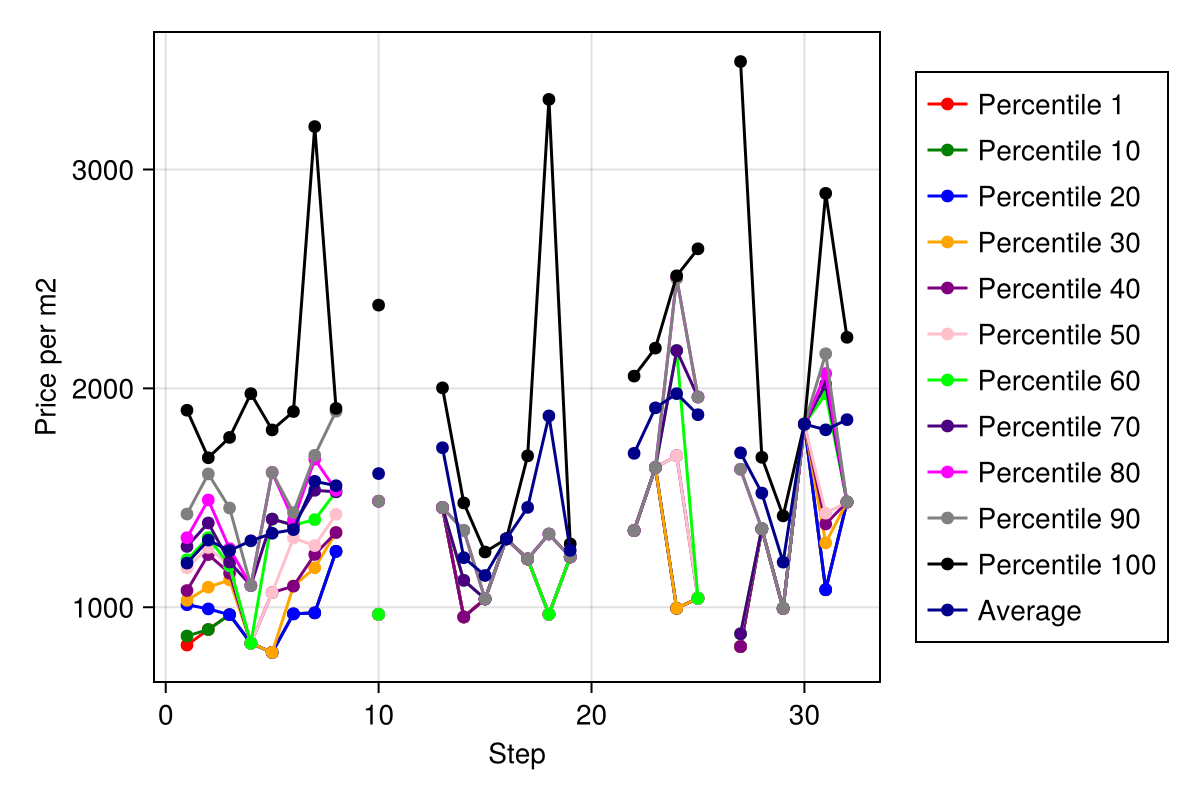 3000
2000
1000
Price per m2
0 10 20 30
Step
Percentile 1
Percentile 10
Percentile 20
Percentile 30
Percentile 40
Percentile 50
Percentile 60
Percentile 70
Percentile 80
Percentile 90
Percentile 100
Average